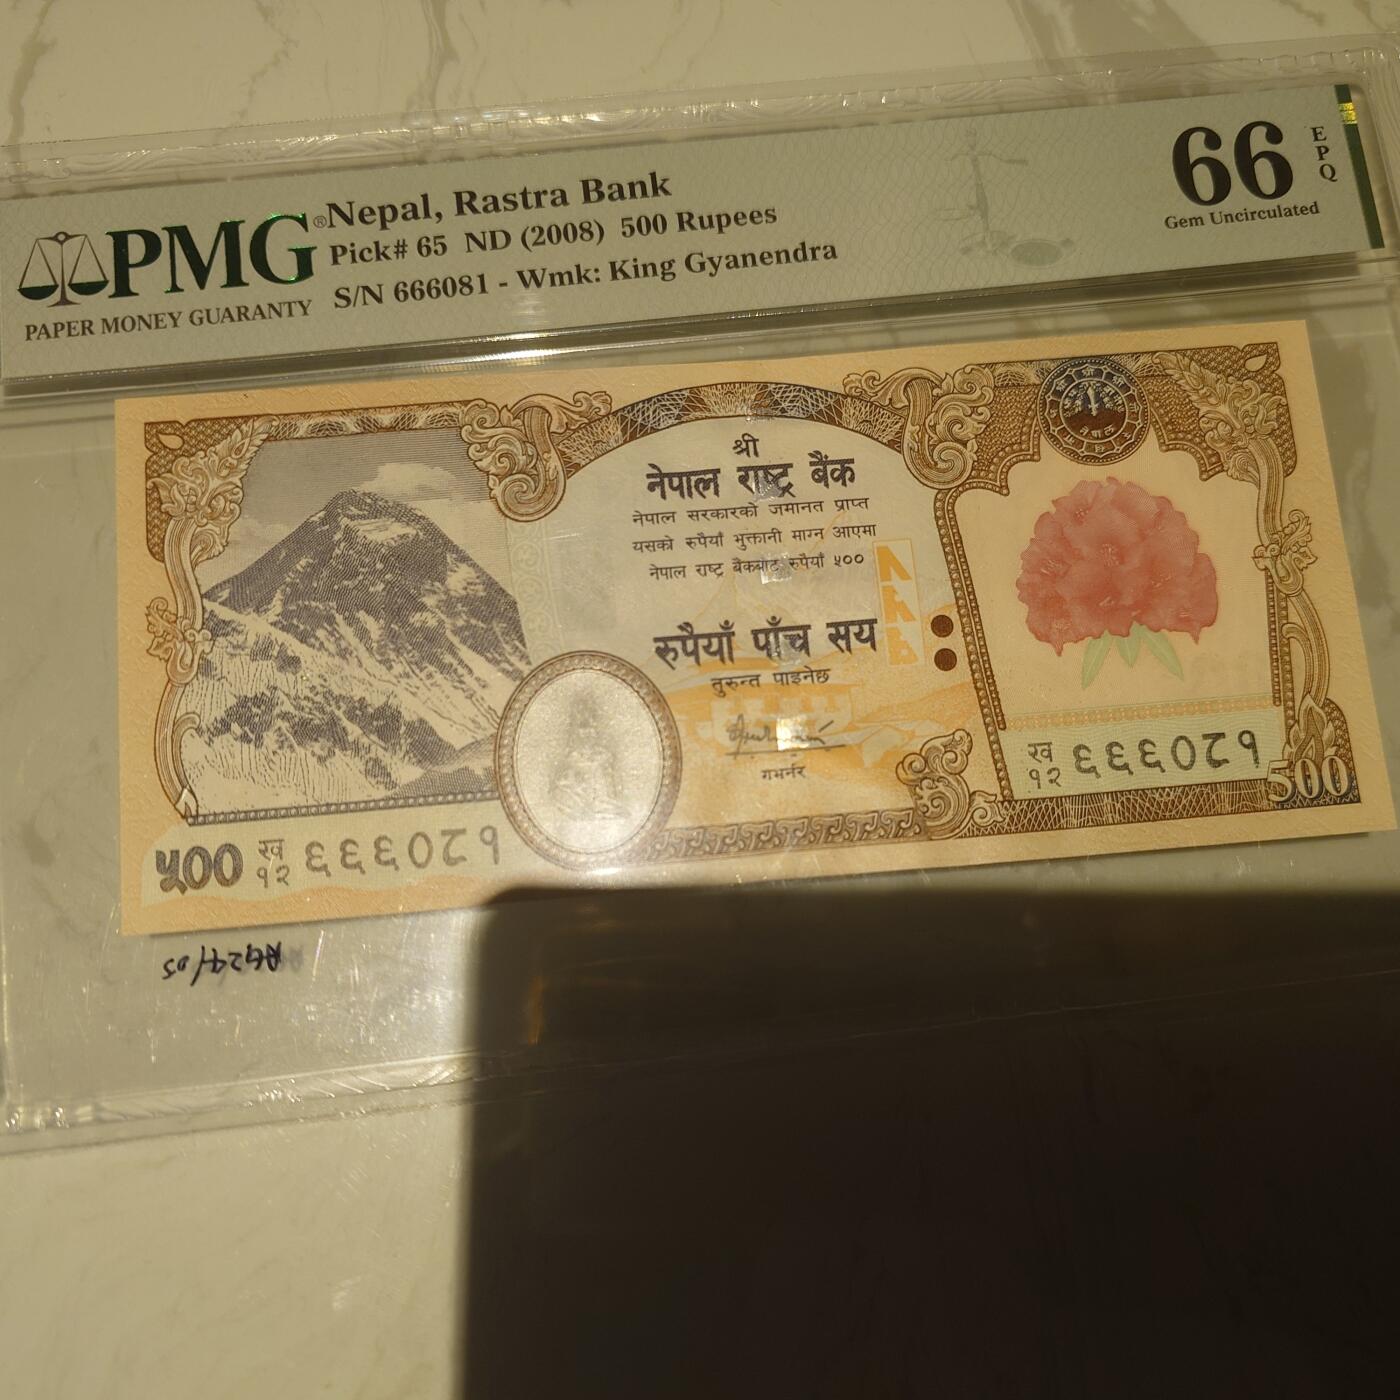 PMG®
PAPER MONEY GUARANTY
Nepal, Rastra Bank
Pick# 65 ND (2008) 500 Rupees
S/N 666081 - Wmk: King Gyanendra
66
EPQ
Gem Uncirculated
श्री
नेपाल राष्ट्र बैंक
नेपाल सरकारको जमानत प्राप्त
यसको रुपैयाँ भुक्तानी माग्न आएमा
नेपाल राष्ट्र बैंकबाट रुपैयाँ ५००
रुपैयाँ पाँच सय
तुरुन्त पाइनेछ
गभर्नर
ख
१२ ६६६०८१
500
५०० ख
१२ ६६६०८१